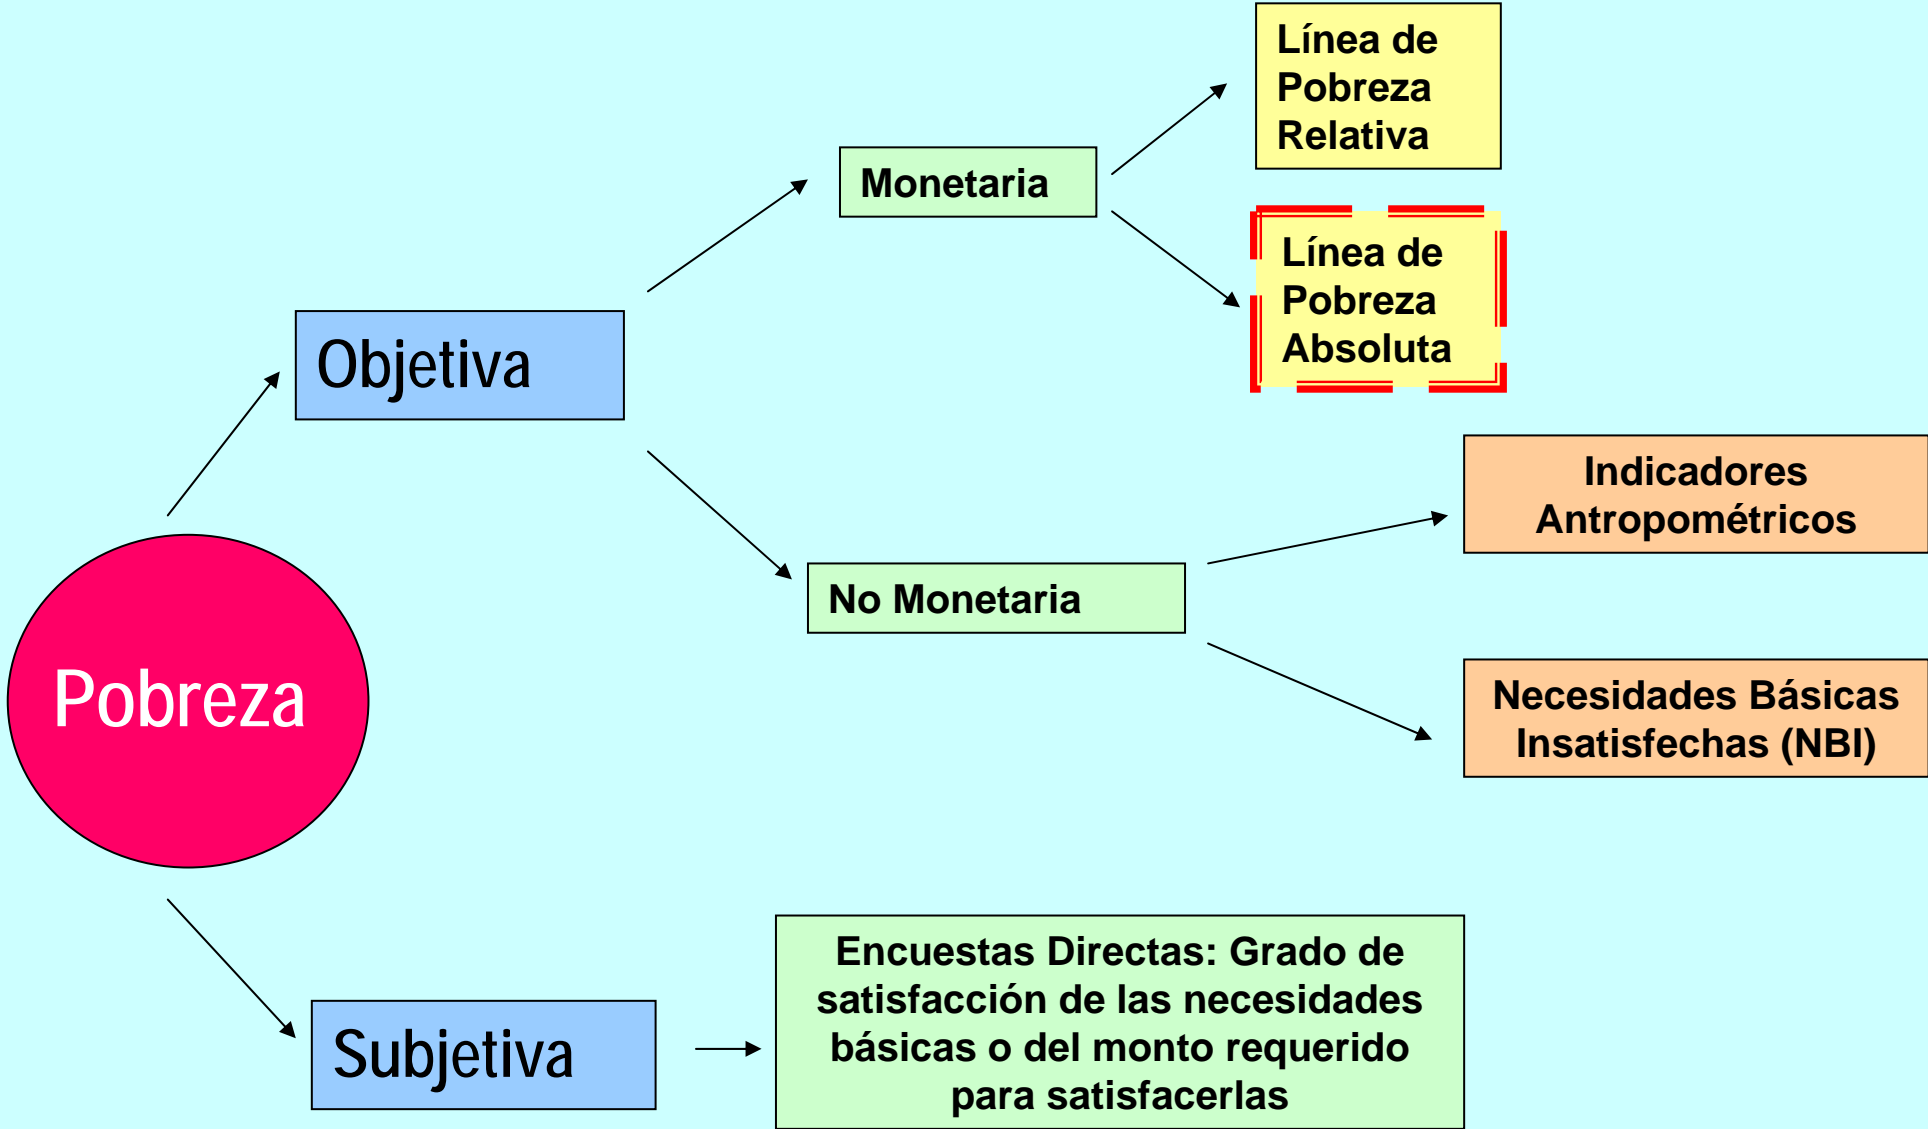 Línea de
Pobreza
Relativa
Monetaria
Línea de
Pobreza
Absoluta
Objetiva
Indicadores
Antropométricos
No Monetaria
Pobreza
Necesidades Básicas
Insatisfechas (NBI)
Subjetiva
Encuestas Directas: Grado de
satisfacción de las necesidades
básicas o del monto requerido
para satisfacerlas